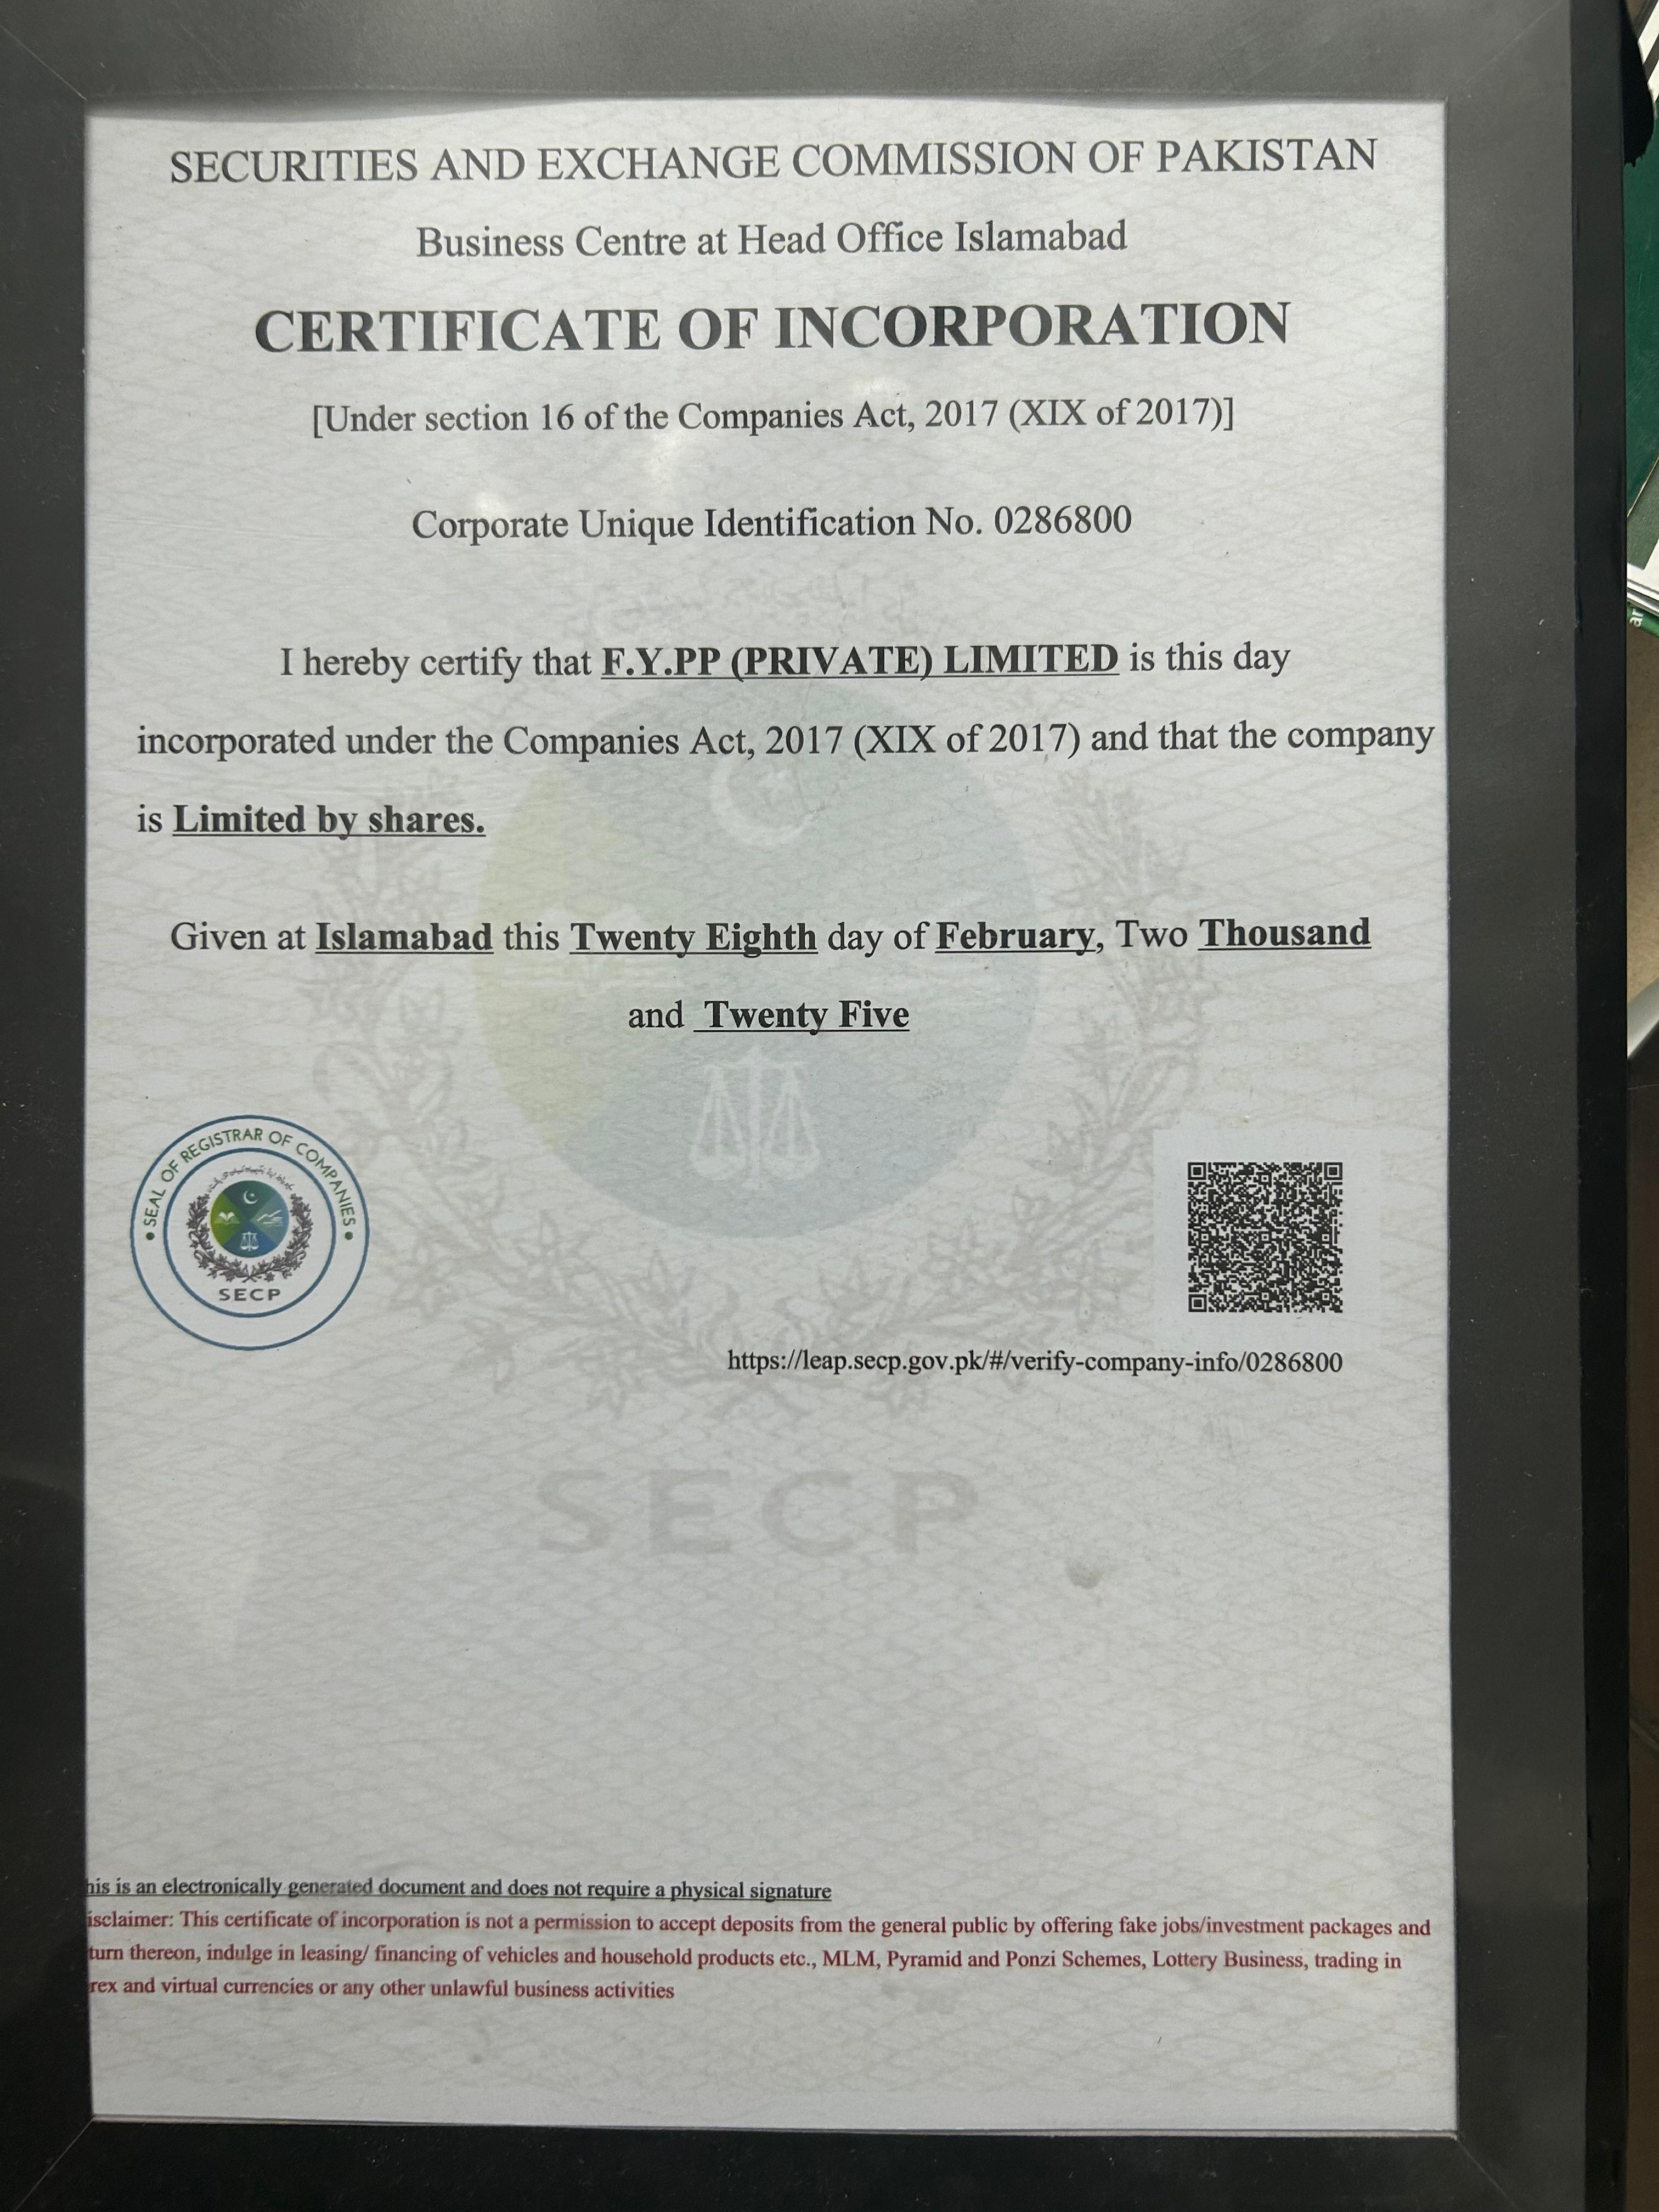 SECURITIES AND EXCHANGE COMMISSION OF PAKISTAN
Business Centre at Head Office Islamabad
CERTIFICATE OF INCORPORATION
[Under section 16 of the Companies Act, 2017 (XIX of 2017)]
Corporate Unique Identification No. 0286800
I hereby certify that F.Y.PP (PRIVATE) LIMITED is this day
incorporated under the Companies Act, 2017 (XIX of 2017) and that the company
is Limited by shares.
Given at Islamabad this Twenty Eighth day of February, Two Thousand
and Twenty Five
SEAL OF REGISTRAR OF COMPANIES
SECP
https://leap.secp.gov.pk/#/verify-company-info/0286800
SECP
his is an electronically generated document and does not require a physical signature
isclaimer: This certificate of incorporation is not a permission to accept deposits from the general public by offering fake jobs/investment packages and
turn thereon, indulge in leasing/ financing of vehicles and household products etc., MLM, Pyramid and Ponzi Schemes, Lottery Business, trading in
rex and virtual currencies or any other unlawful business activities